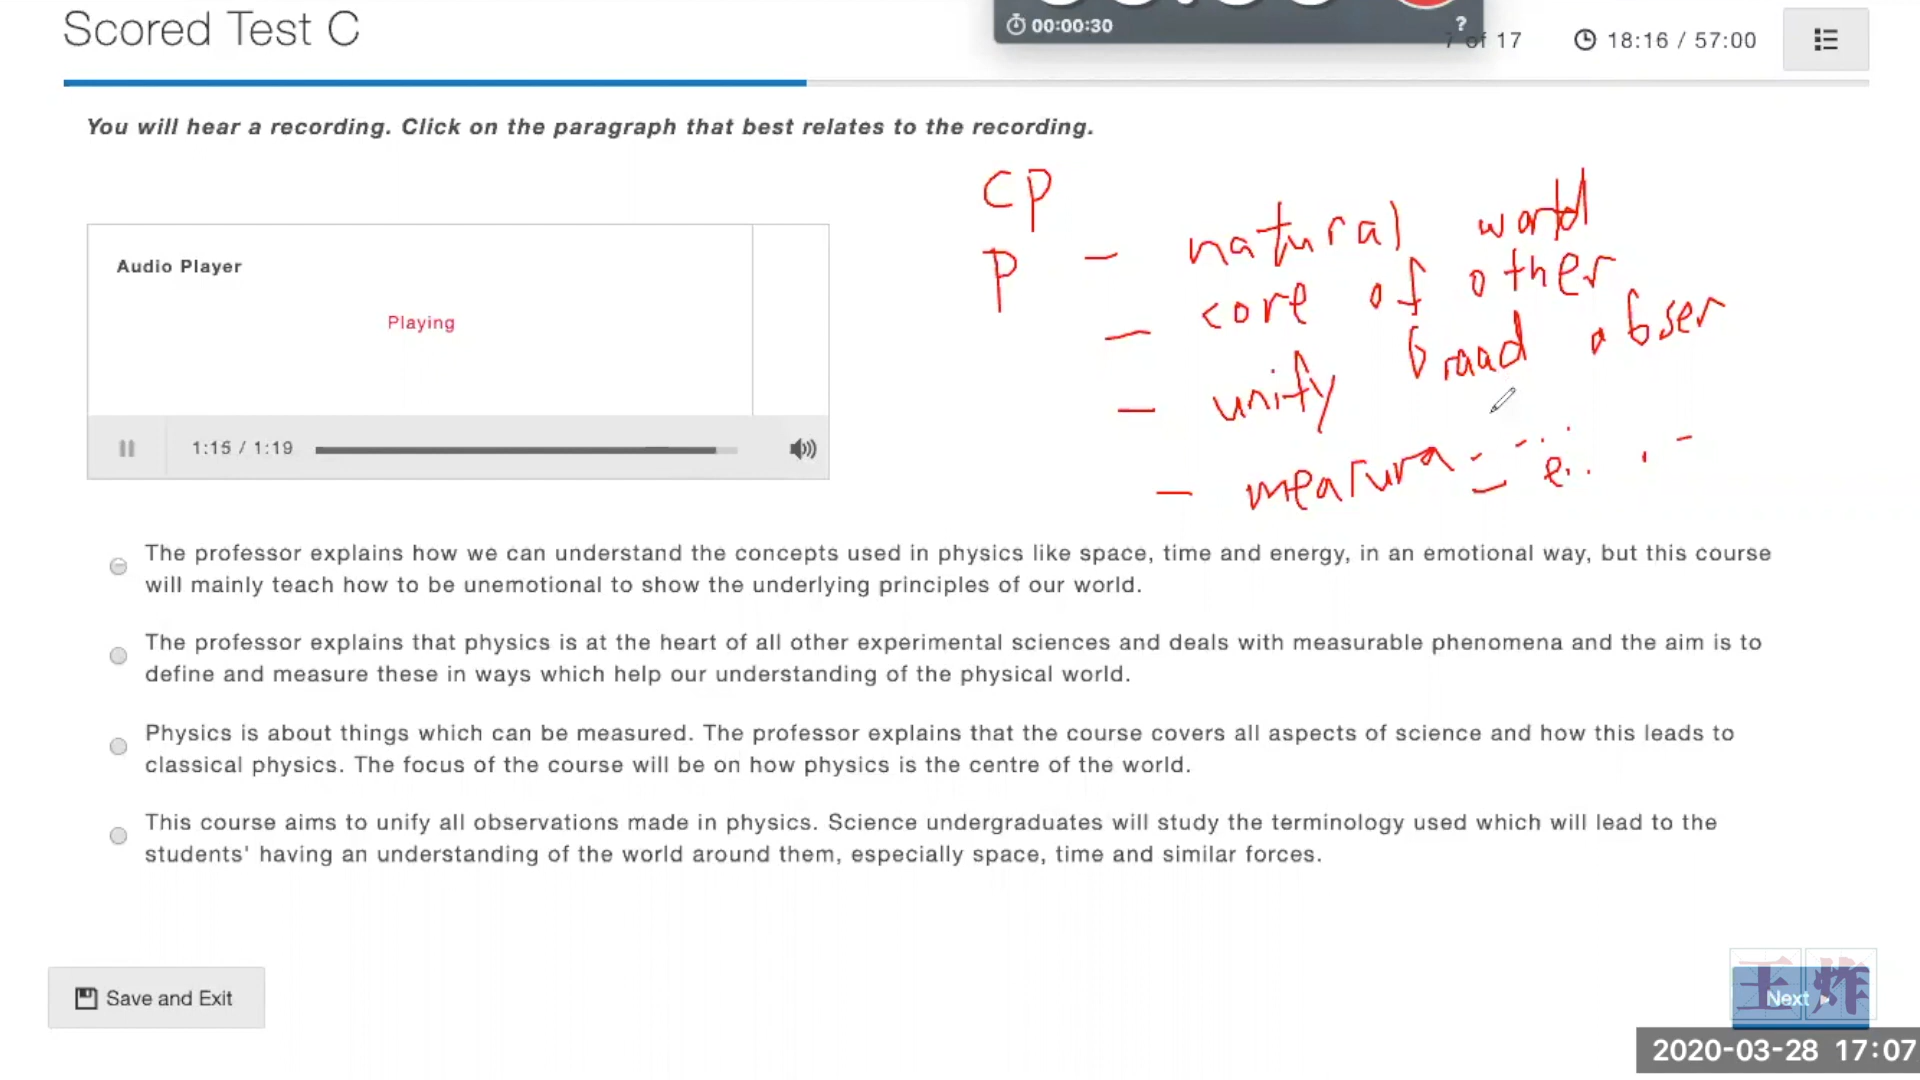 Scored Test C
00:00:30
?
7 of 17
18:16 / 57:00
You will hear a recording. Click on the paragraph that best relates to the recording.
CP
P - natural world
- core of other
- unify broad obser
- measura
Audio Player
Playing
1:15 / 1:19
The professor explains how we can understand the concepts used in physics like space, time and energy, in an emotional way, but this course
will mainly teach how to be unemotional to show the underlying principles of our world.
The professor explains that physics is at the heart of all other experimental sciences and deals with measurable phenomena and the aim is to
define and measure these in ways which help our understanding of the physical world.
Physics is about things which can be measured. The professor explains that the course covers all aspects of science and how this leads to
classical physics. The focus of the course will be on how physics is the centre of the world.
This course aims to unify all observations made in physics. Science undergraduates will study the terminology used which will lead to the
students' having an understanding of the world around them, especially space, time and similar forces.
Save and Exit
王炸
Next
2020-03-28 17:07